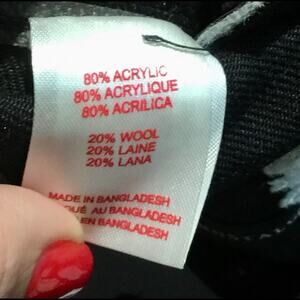 80% ACRYLIC
80% ACRYLIQUE
80% ACRILICA
20% WOOL
20% LAINE
20% LANA
MADE IN BANGLADESH
QUÉ AU BANGLADESH
EN BANGLADESH